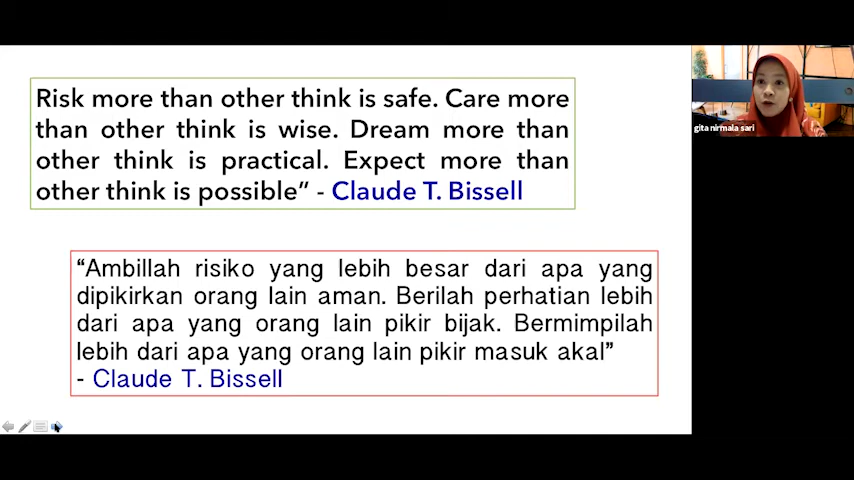 Risk more than other think is safe. Care more
than other think is wise. Dream more than
other think is practical. Expect more than
other think is possible” - Claude T. Bissell
gita nirmala sari
“Ambillah risiko yang lebih besar dari apa yang
dipikirkan orang lain aman. Berilah perhatian lebih
dari apa yang orang lain pikir bijak. Bermimpilah
lebih dari apa yang orang lain pikir masuk akal”
- Claude T. Bissell